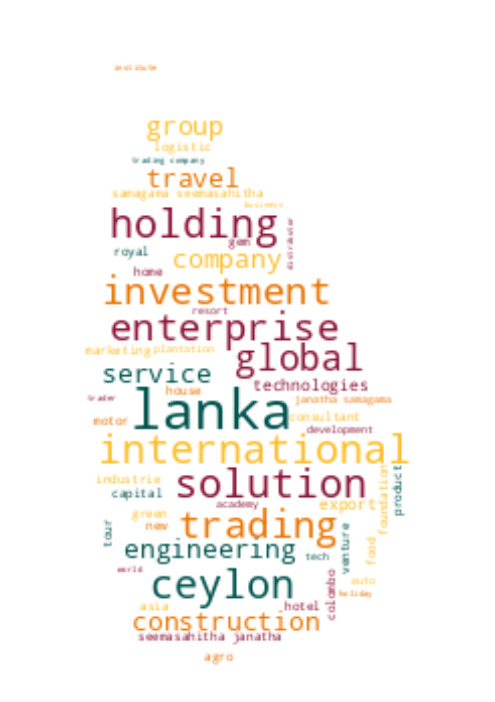 institute
group
logistic
trading company
travel
samagama seemasahitha
business
holding
distributor
gem
royal
company
home
investment
resort
enterprise
marketing plantation
global
service
technologies
house
trader
lanka
janatha samagama
motor
consultant
development
international
industrie
solution
capital
product
foundation
academy
export
green
new
trading
tour
engineering
venture
food
tech
world
ceylon
colombo
auto
holiday
asia
hotel
construction
seemasahitha janatha
agro